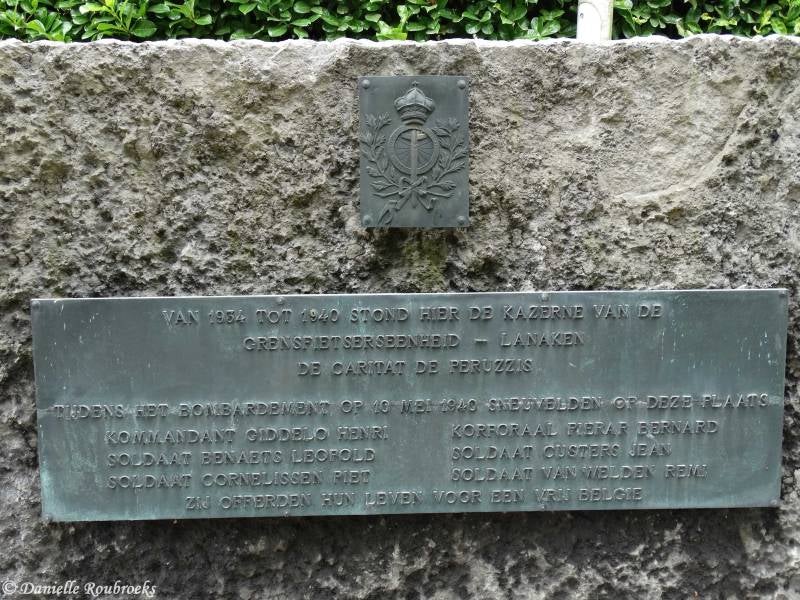 VAN 1934 TOT 1940 STOND HIER DE KAZERNE VAN DE
GRENSFIETSERSEENHEID - LANAKEN
DE CARITAT DE PERUZZIS
TIJDENS HET BOMBARDEMENT OP 10 MEI 1940 SNEUVELDEN OP DEZE PLAATS
KOMMANDANT GIDDELO HENRI KORPORAAL PIERAR BERNARD
SOLDAAT BENAETS LEOPOLD SOLDAAT CUSTERS JEAN
SOLDAAT CORNELISSEN PIET SOLDAAT VAN WELDEN REMI
ZIJ OFFERDEN HUN LEVEN VOOR EEN VRIJ BELGIE
© Danielle Roubroeks